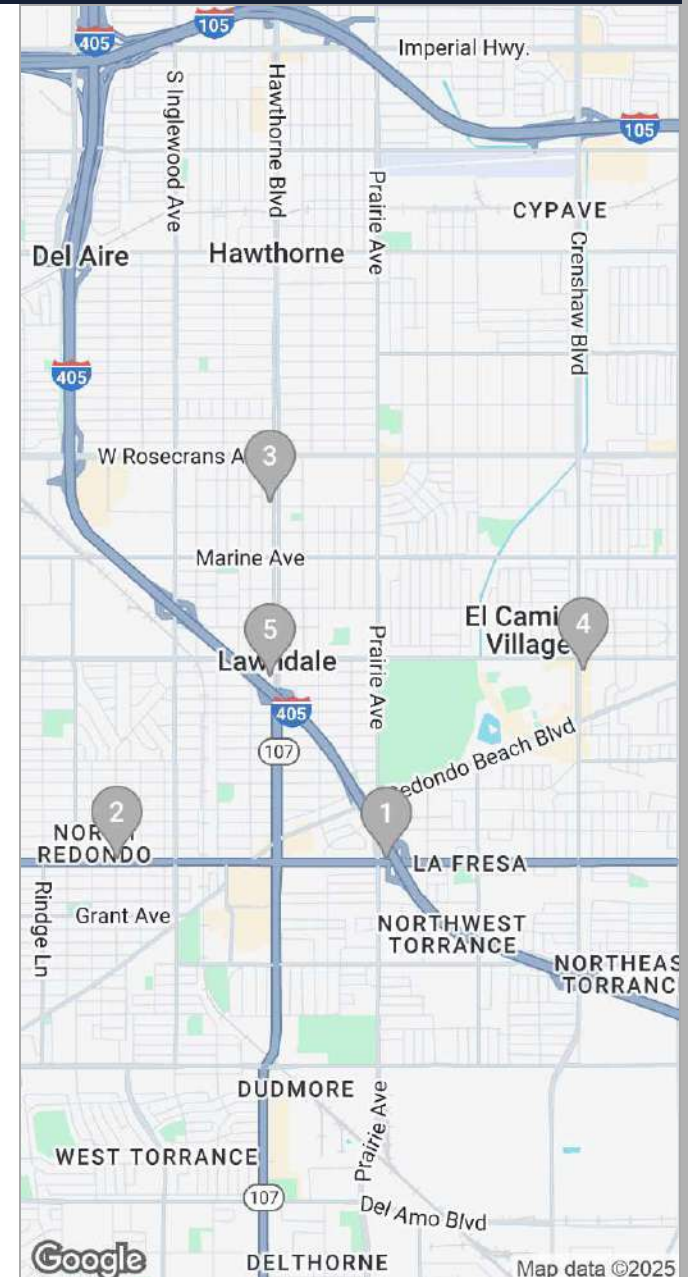 405
105
Imperial Hwy.
S Inglewood Ave
Hawthorne Blvd
Prairie Ave
105
CYPAVE
Del Aire
Hawthorne
Crenshaw Blvd
405
W Rosecrans A
3
Marine Ave
El Cami
Village
4
5
Lawndale
Prairie Ave
405
107
Redondo Beach Blvd
2
1
NORTH
REDONDO
LA FRESA
Rindge Ln
Grant Ave
NORTHWEST
TORRANCE
NORTHEAS
TORRANC
DUDMORE
Prairie Ave
WEST TORRANCE
107
Del Amo Blvd
Google
DELTHORNE
Map data ©2025